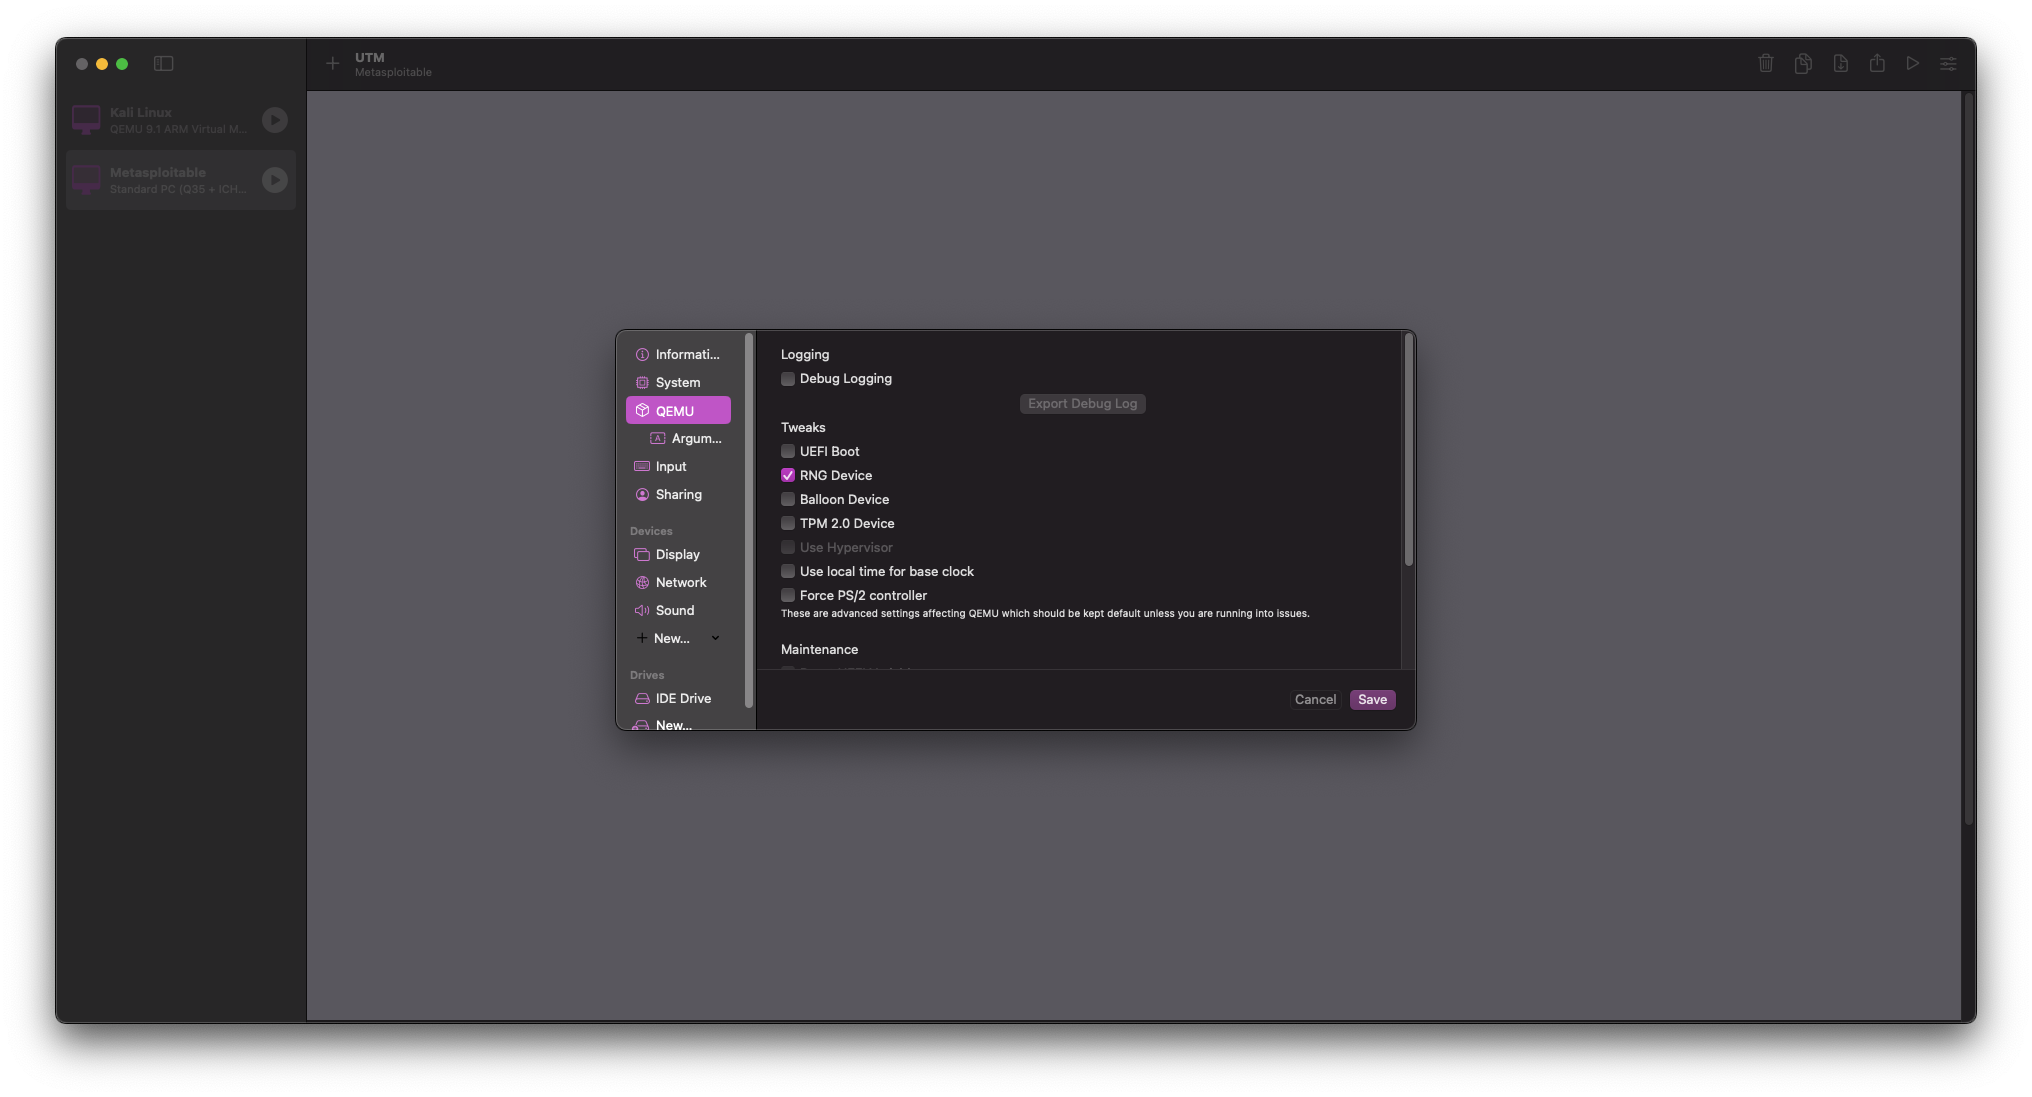 UTM
Metasploitable
Kali Linux
QEMU 9.1 ARM Virtual M...
Metasploitable
Standard PC (Q35 + ICH...
Informati...
System
QEMU
Argum...
Input
Sharing
Devices
Display
Network
Sound
New...
Drives
IDE Drive
New...
Logging
Debug Logging
Export Debug Log
Tweaks
UEFI Boot
RNG Device
Balloon Device
TPM 2.0 Device
Use Hypervisor
Use local time for base clock
Force PS/2 controller
These are advanced settings affecting QEMU which should be kept default unless you are running into issues.
Maintenance
Cancel
Save